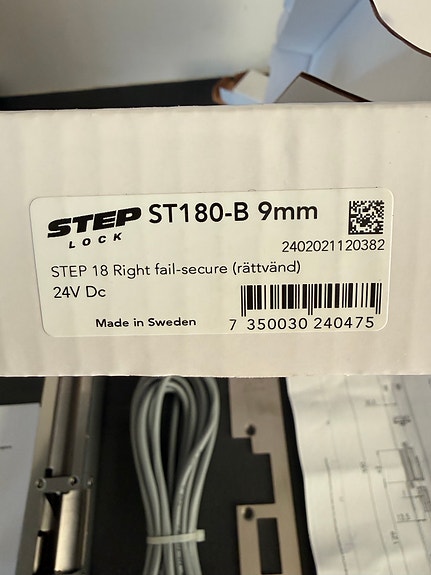 STEP
LOCK
ST180-B 9mm
2402021120382
STEP 18 Right fail-secure (rättvänd)
24V Dc
Made in Sweden
7 350030 240475